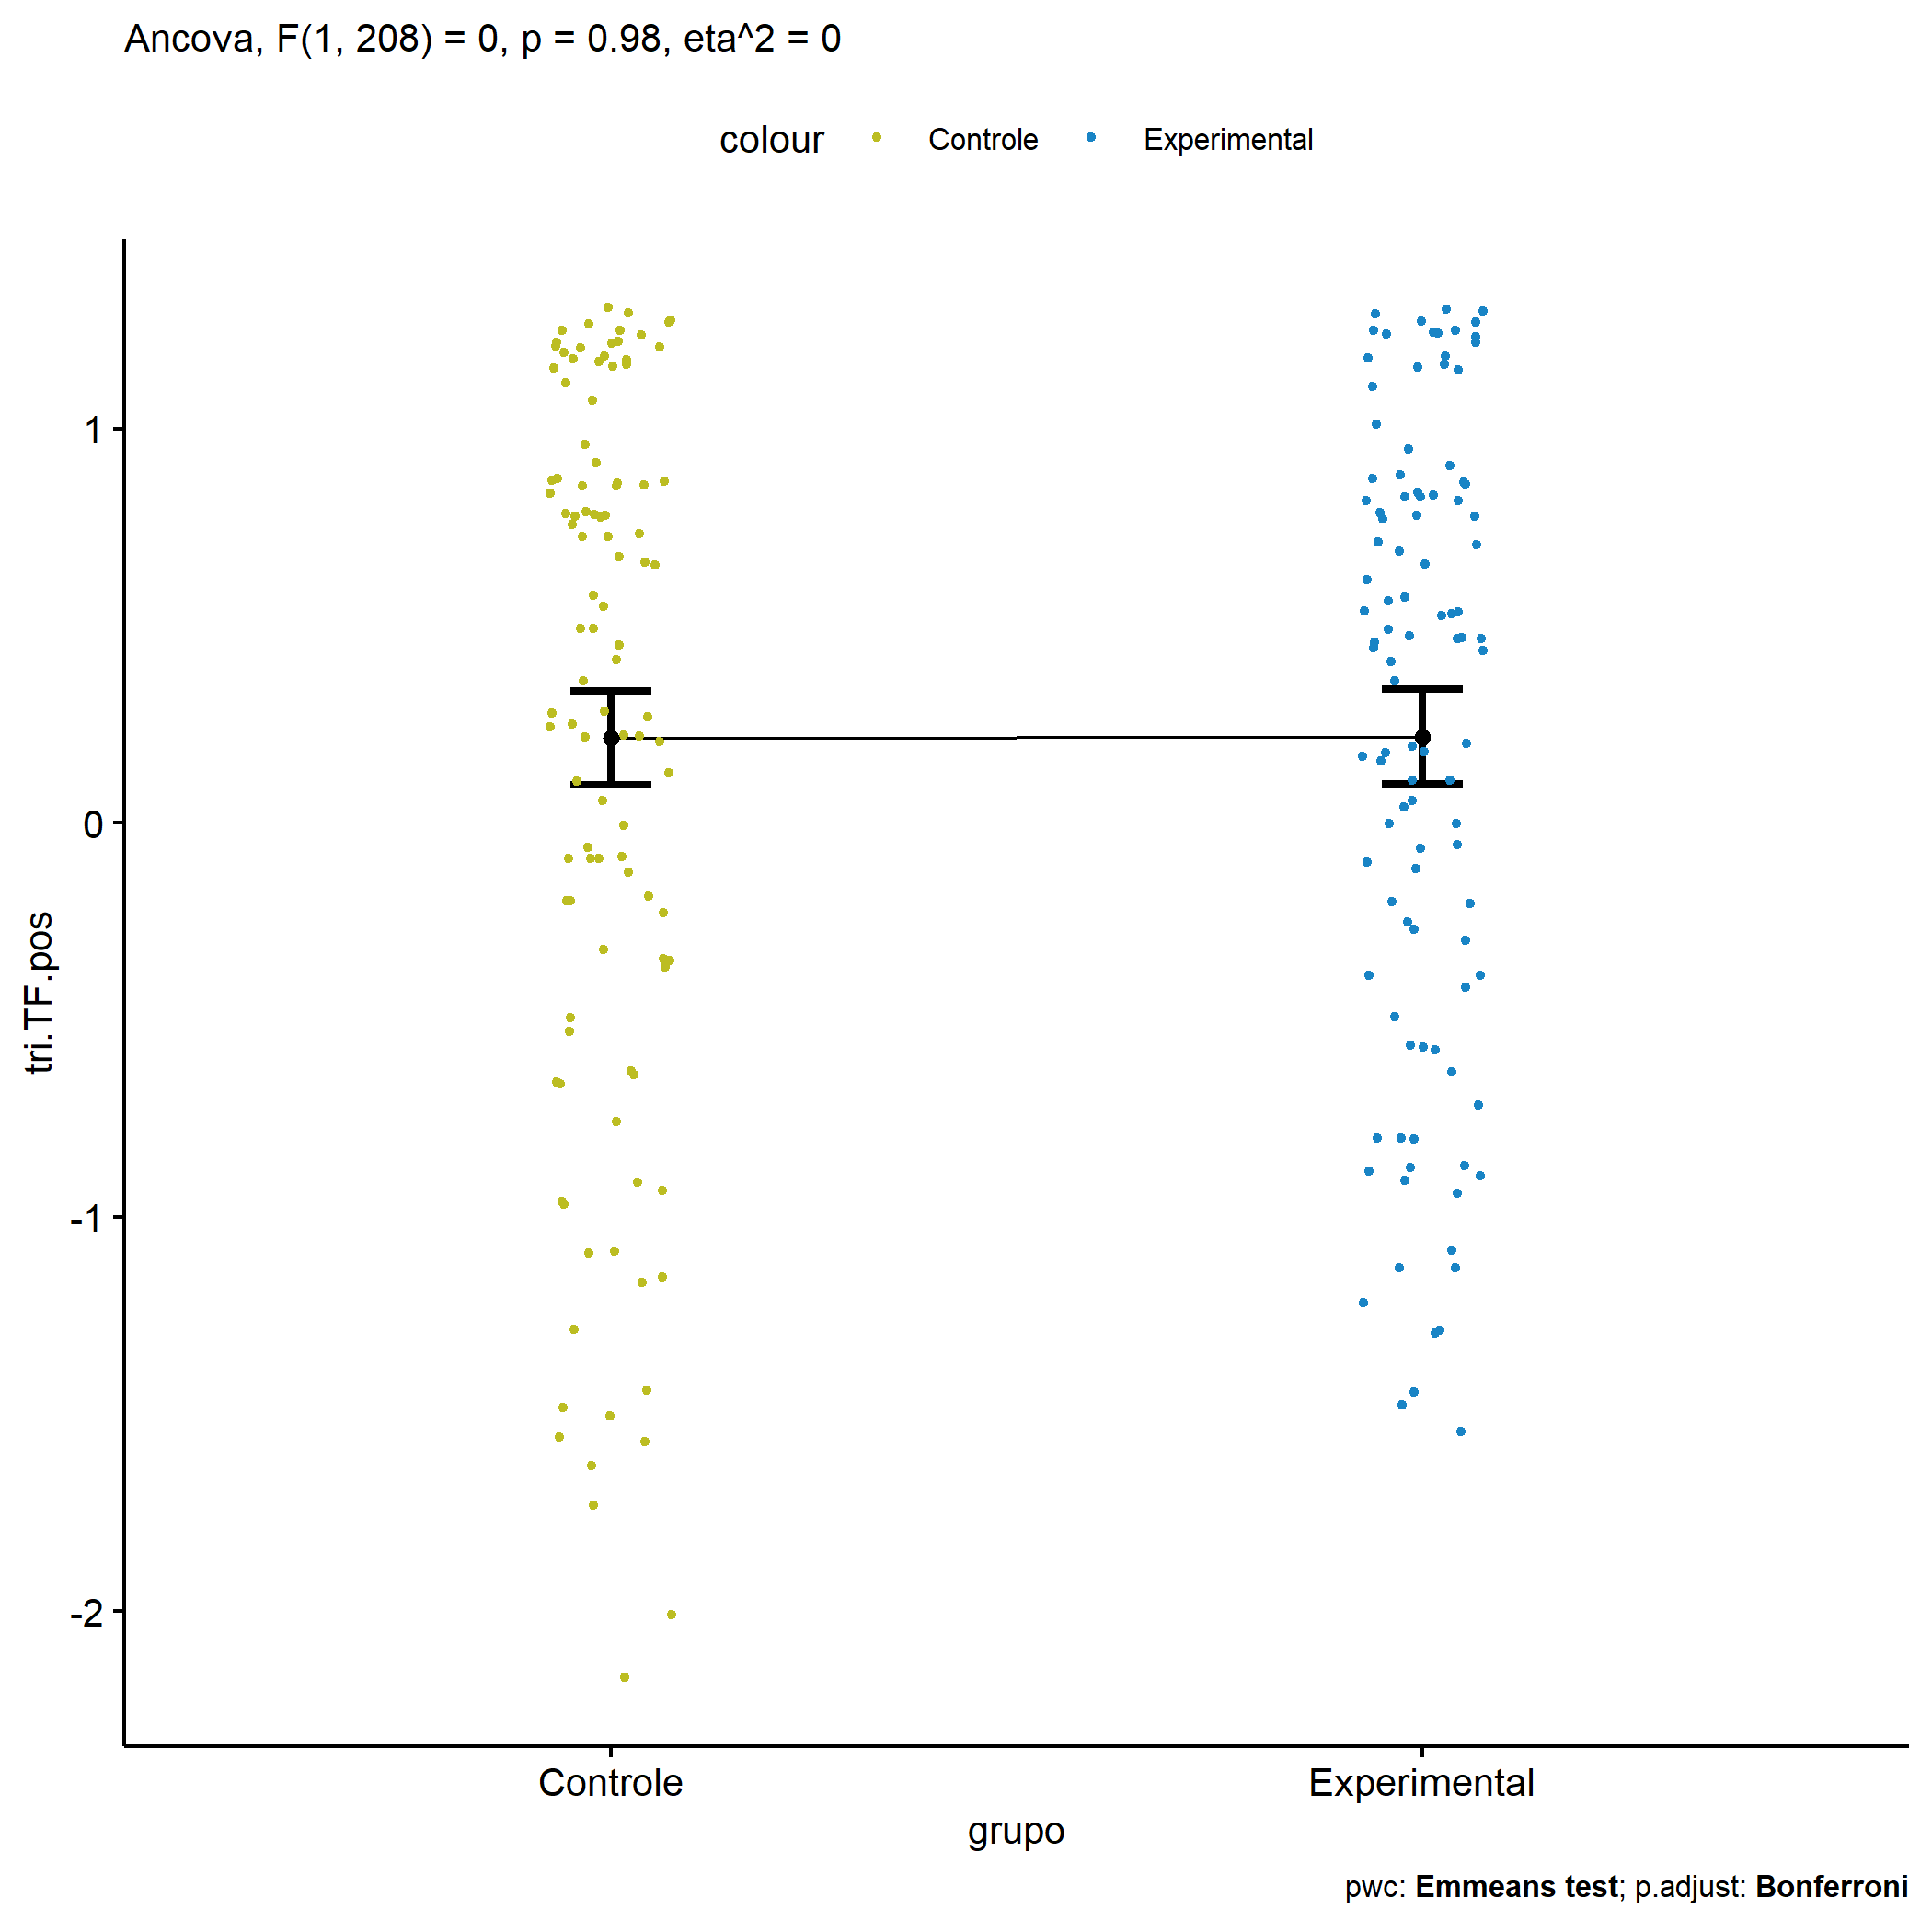 Ancova, F(1, 208) = 0, p = 0.98, eta^2 = 0
colour Controle Experimental
1
0
-1
-2
tri.TF.pos
Controle Experimental
grupo
pwc: Emmeans test; p.adjust: Bonferroni